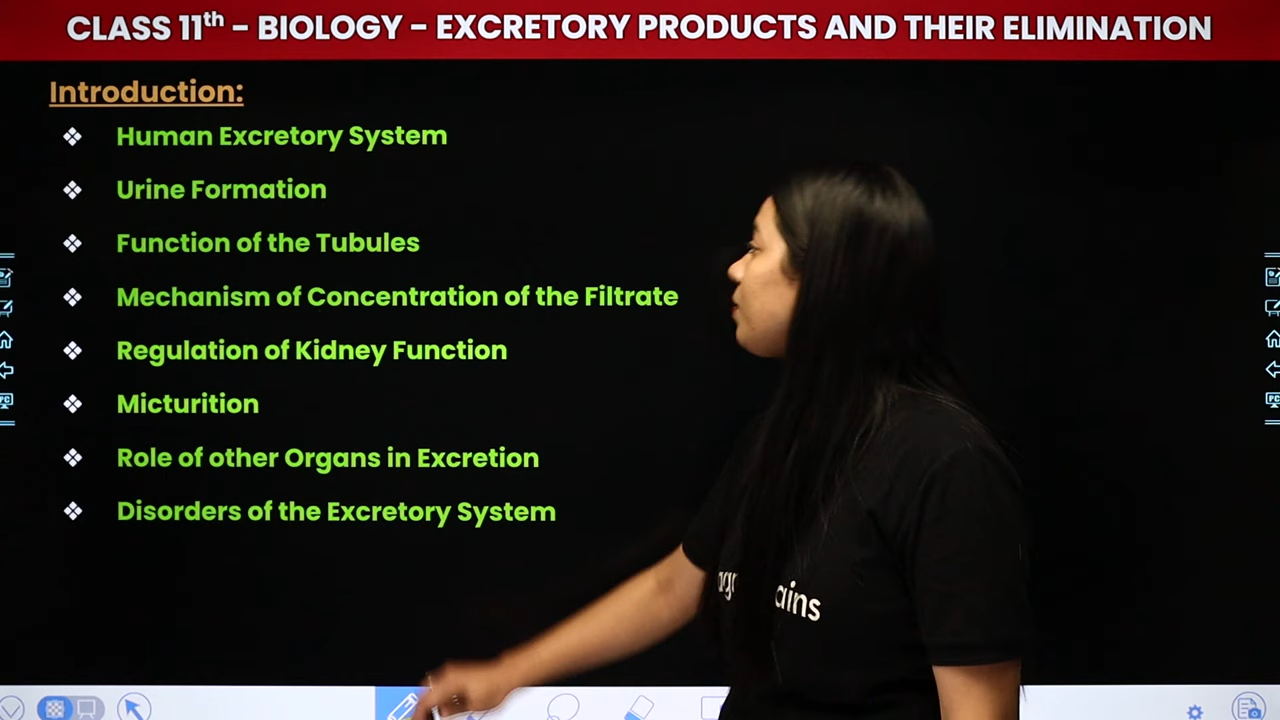 CLASS 11th - BIOLOGY - EXCRETORY PRODUCTS AND THEIR ELIMINATION
Introduction:
❖ Human Excretory System
❖ Urine Formation
❖ Function of the Tubules
❖ Mechanism of Concentration of the Filtrate
❖ Regulation of Kidney Function
❖ Micturition
❖ Role of other Organs in Excretion
❖ Disorders of the Excretory System